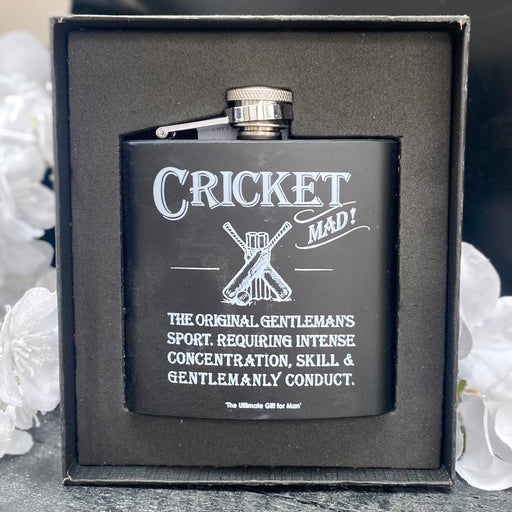 CRICKET
MAD!
THE ORIGINAL GENTLEMAN'S
SPORT. REQUIRING INTENSE
CONCENTRATION, SKILL &
GENTLEMANLY CONDUCT.
'The Ultimate Gift for Man'